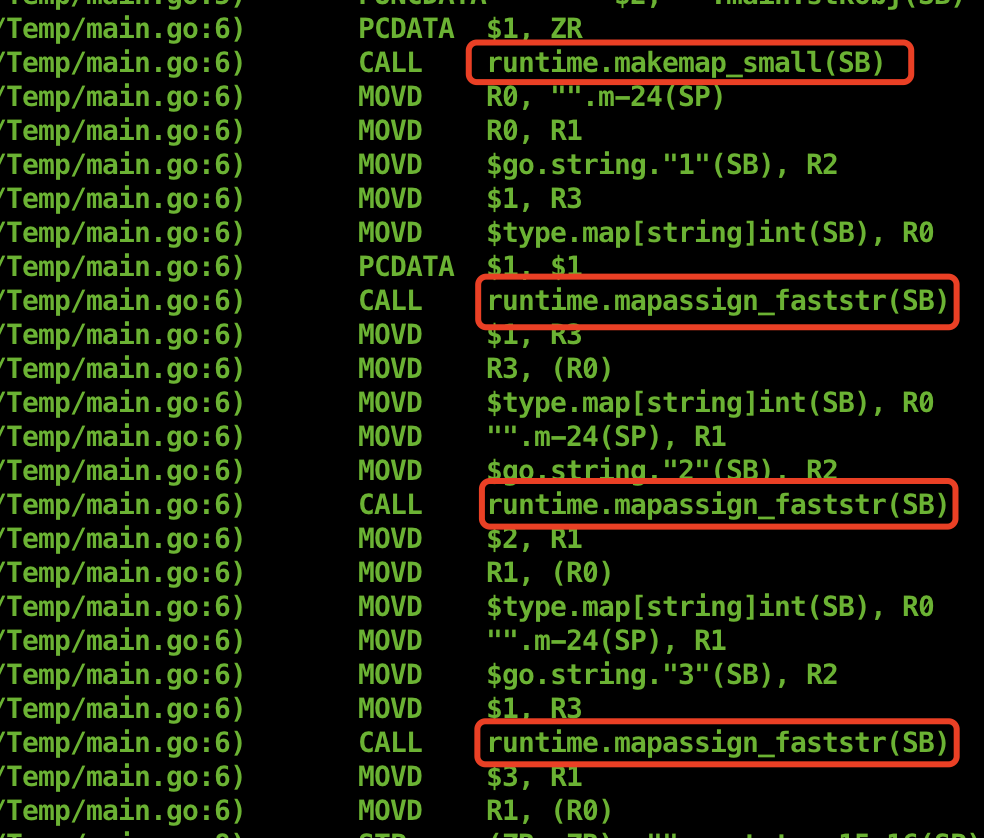 /Temp/main.go:6) PCDATA $1, ZR
/Temp/main.go:6) CALL runtime.makemap_small(SB)
/Temp/main.go:6) MOVD R0, "".m-24(SP)
/Temp/main.go:6) MOVD R0, R1
/Temp/main.go:6) MOVD $go.string."1"(SB), R2
/Temp/main.go:6) MOVD $1, R3
/Temp/main.go:6) MOVD $type.map[string]int(SB), R0
/Temp/main.go:6) PCDATA $1, $1
/Temp/main.go:6) CALL runtime.mapassign_faststr(SB)
/Temp/main.go:6) MOVD $1, R3
/Temp/main.go:6) MOVD R3, (R0)
/Temp/main.go:6) MOVD $type.map[string]int(SB), R0
/Temp/main.go:6) MOVD "".m-24(SP), R1
/Temp/main.go:6) MOVD $go.string."2"(SB), R2
/Temp/main.go:6) CALL runtime.mapassign_faststr(SB)
/Temp/main.go:6) MOVD $2, R1
/Temp/main.go:6) MOVD R1, (R0)
/Temp/main.go:6) MOVD $type.map[string]int(SB), R0
/Temp/main.go:6) MOVD "".m-24(SP), R1
/Temp/main.go:6) MOVD $go.string."3"(SB), R2
/Temp/main.go:6) MOVD $1, R3
/Temp/main.go:6) CALL runtime.mapassign_faststr(SB)
/Temp/main.go:6) MOVD $3, R1
/Temp/main.go:6) MOVD R1, (R0)